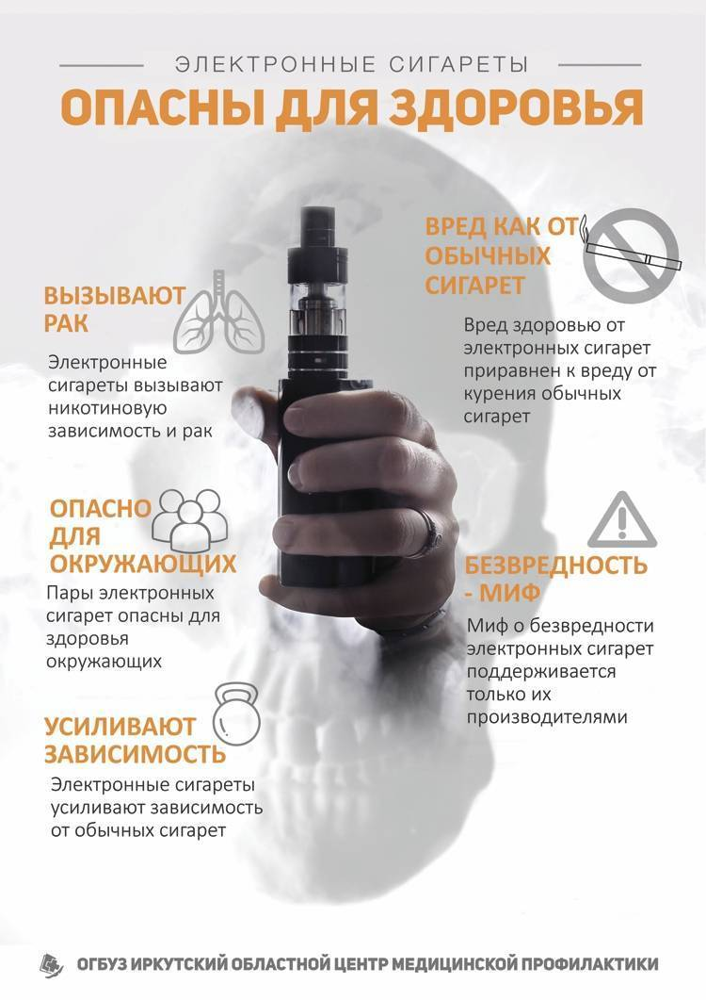 ЭЛЕКТРОННЫЕ СИГАРЕТЫ
ОПАСНЫ ДЛЯ ЗДОРОВЬЯ
ВРЕД КАК ОТ
ОБЫЧНЫХ
СИГАРЕТ
Вред здоровью от
электронных сигарет
приравнен к вреду от
курения обычных
сигарет
ВЫЗЫВАЮТ
РАК
Электронные
сигареты вызывают
никотиновую
зависимость и рак
ОПАСНО
ДЛЯ
ОКРУЖАЮЩИХ
Пары электронных
сигарет опасны для
здоровья
окружающих
БЕЗВРЕДНОСТЬ
- МИФ
Миф о безвредности
электронных сигарет
поддерживается
только их
производителями
УСИЛИВАЮТ
ЗАВИСИМОСТЬ
Электронные сигареты
усиливают зависимость
от обычных сигарет
ОГБУЗ ИРКУТСКИЙ ОБЛАСТНОЙ ЦЕНТР МЕДИЦИНСКОЙ ПРОФИЛАКТИКИ